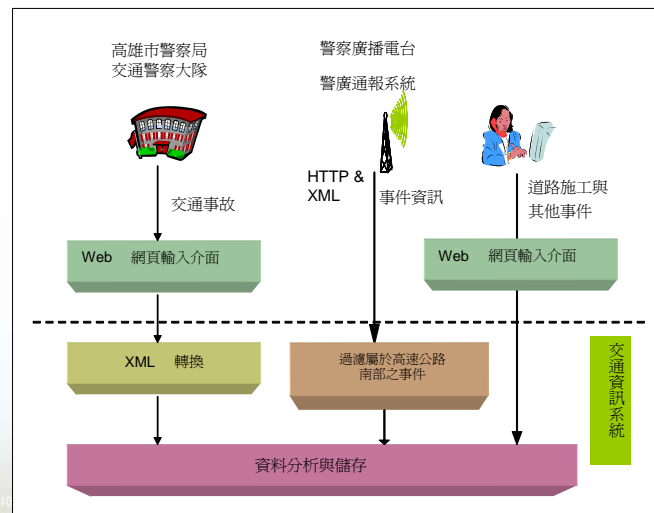 高雄市警察局
交通警察大隊
警察廣播電台
警廣通報系統
HTTP &
XML
交通事故
事件資訊
道路施工與
其他事件
Web 網頁輸入介面
Web 網頁輸入介面
XML 轉換
過濾屬於高速公路
南部之事件
交通資訊系統
資料分析與儲存